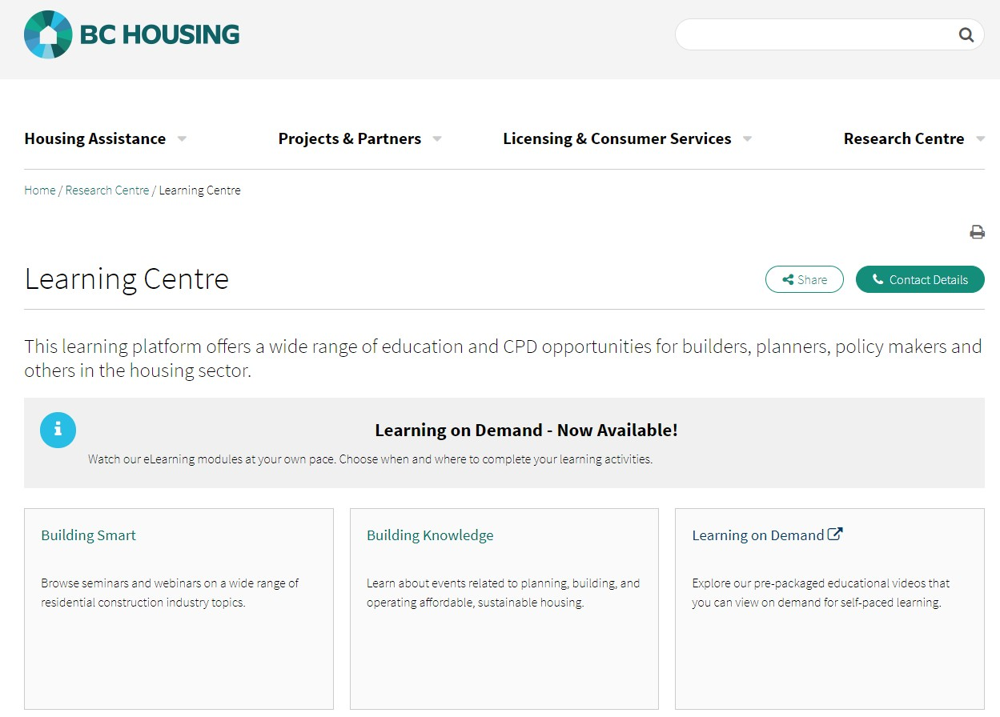 BC HOUSING
Housing Assistance
Projects & Partners
Licensing & Consumer Services
Research Centre
Home / Research Centre / Learning Centre
Learning Centre
Share
Contact Details
This learning platform offers a wide range of education and CPD opportunities for builders, planners, policy makers and
others in the housing sector.
Learning on Demand - Now Available!
Watch our eLearning modules at your own pace. Choose when and where to complete your learning activities.
Building Smart
Browse seminars and webinars on a wide range of
residential construction industry topics.
Building Knowledge
Learn about events related to planning, building, and
operating affordable, sustainable housing.
Learning on Demand
Explore our pre-packaged educational videos that
you can view on demand for self-paced learning.